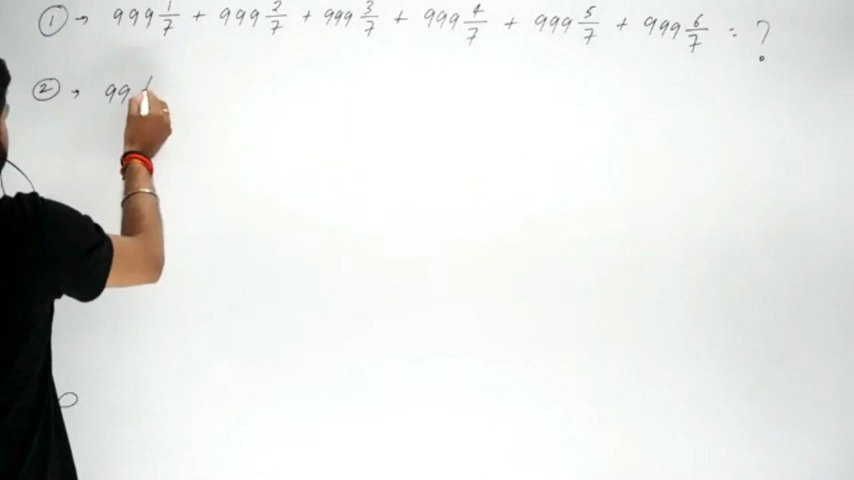 ① → 999 1/7 + 999 2/7 + 999 3/7 + 999 4/7 + 999 5/7 + 999 6/7 = ?
② → 99